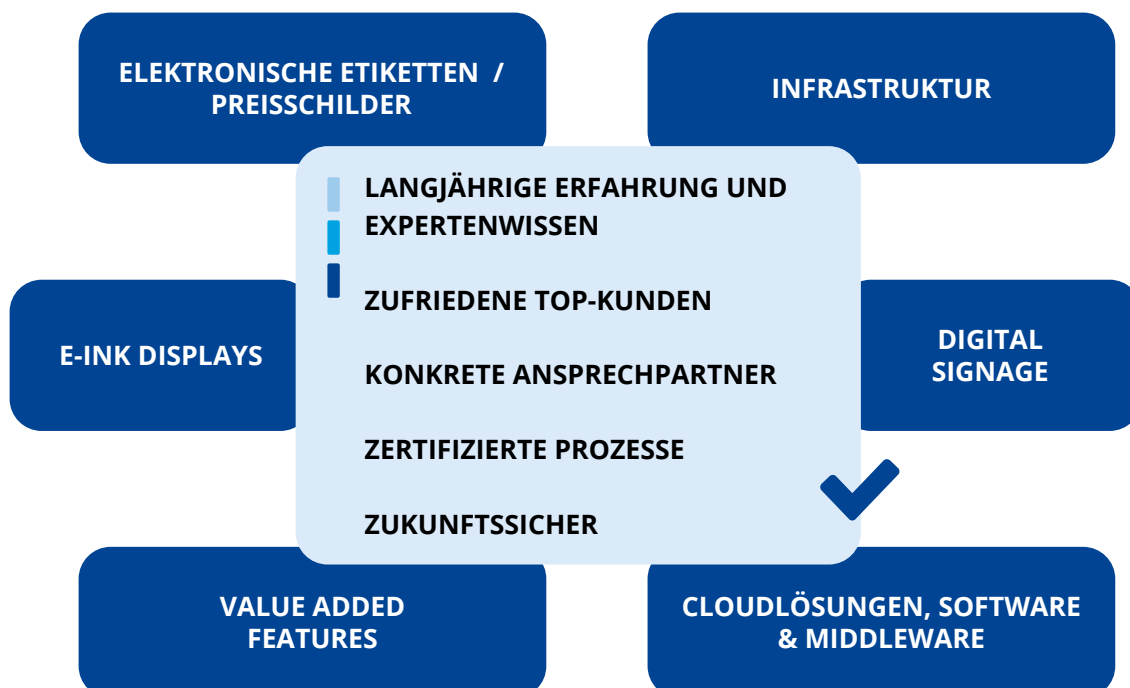 ELEKTRONISCHE ETIKETTEN /
PREISSCHILDER
INFRASTRUKTUR
LANGJÄHRIGE ERFAHRUNG UND
EXPERTENWISSEN
ZUFRIEDENE TOP-KUNDEN
KONKRETE ANSPRECHPARTNER
ZERTIFIZIERTE PROZESSE
ZUKUNFTSSICHER
E-INK DISPLAYS
DIGITAL
SIGNAGE
VALUE ADDED
FEATURES
CLOUDLÖSUNGEN, SOFTWARE
& MIDDLEWARE